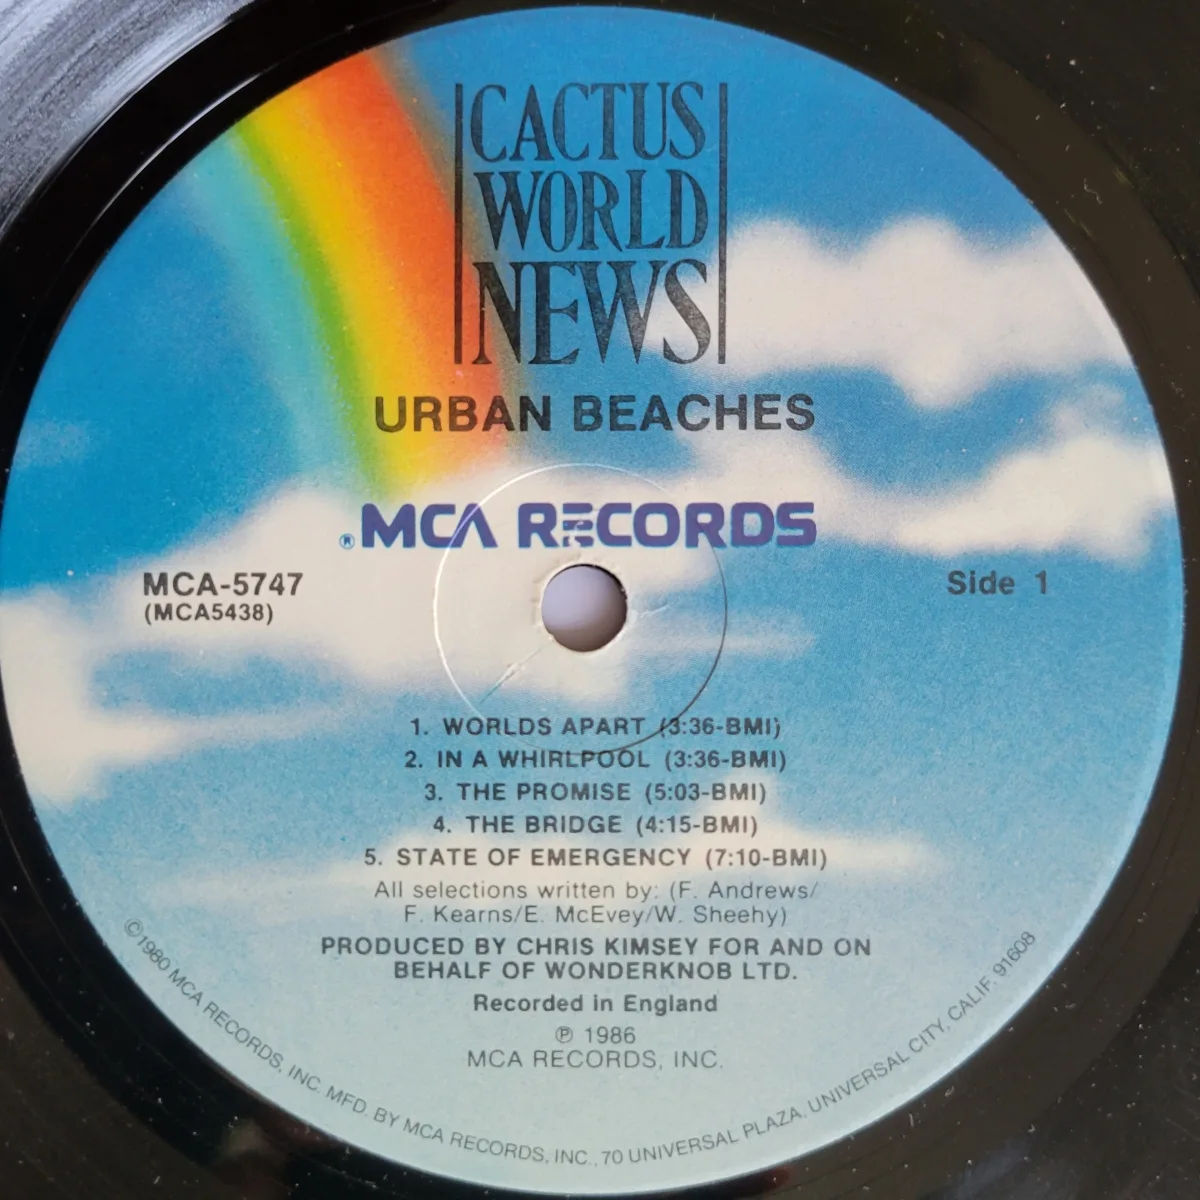 CACTUS
WORLD
NEWS
URBAN BEACHES
®MCA RECORDS
MCA-5747
(MCA5438)
Side 1
1. WORLDS APART (3:36-BMI)
2. IN A WHIRLPOOL (3:36-BMI)
3. THE PROMISE (5:03-BMI)
4. THE BRIDGE (4:15-BMI)
5. STATE OF EMERGENCY (7:10-BMI)
All selections written by: (F. Andrews/
F. Kearns/E. McEvey/W. Sheehy)
PRODUCED BY CHRIS KIMSEY FOR AND ON
BEHALF OF WONDERKNOB LTD.
Recorded in England
℗ 1986
MCA RECORDS, INC.
©1980 MCA RECORDS, INC. MFD. BY MCA RECORDS, INC., 70 UNIVERSAL PLAZA, UNIVERSAL CITY, CALIF. 91608